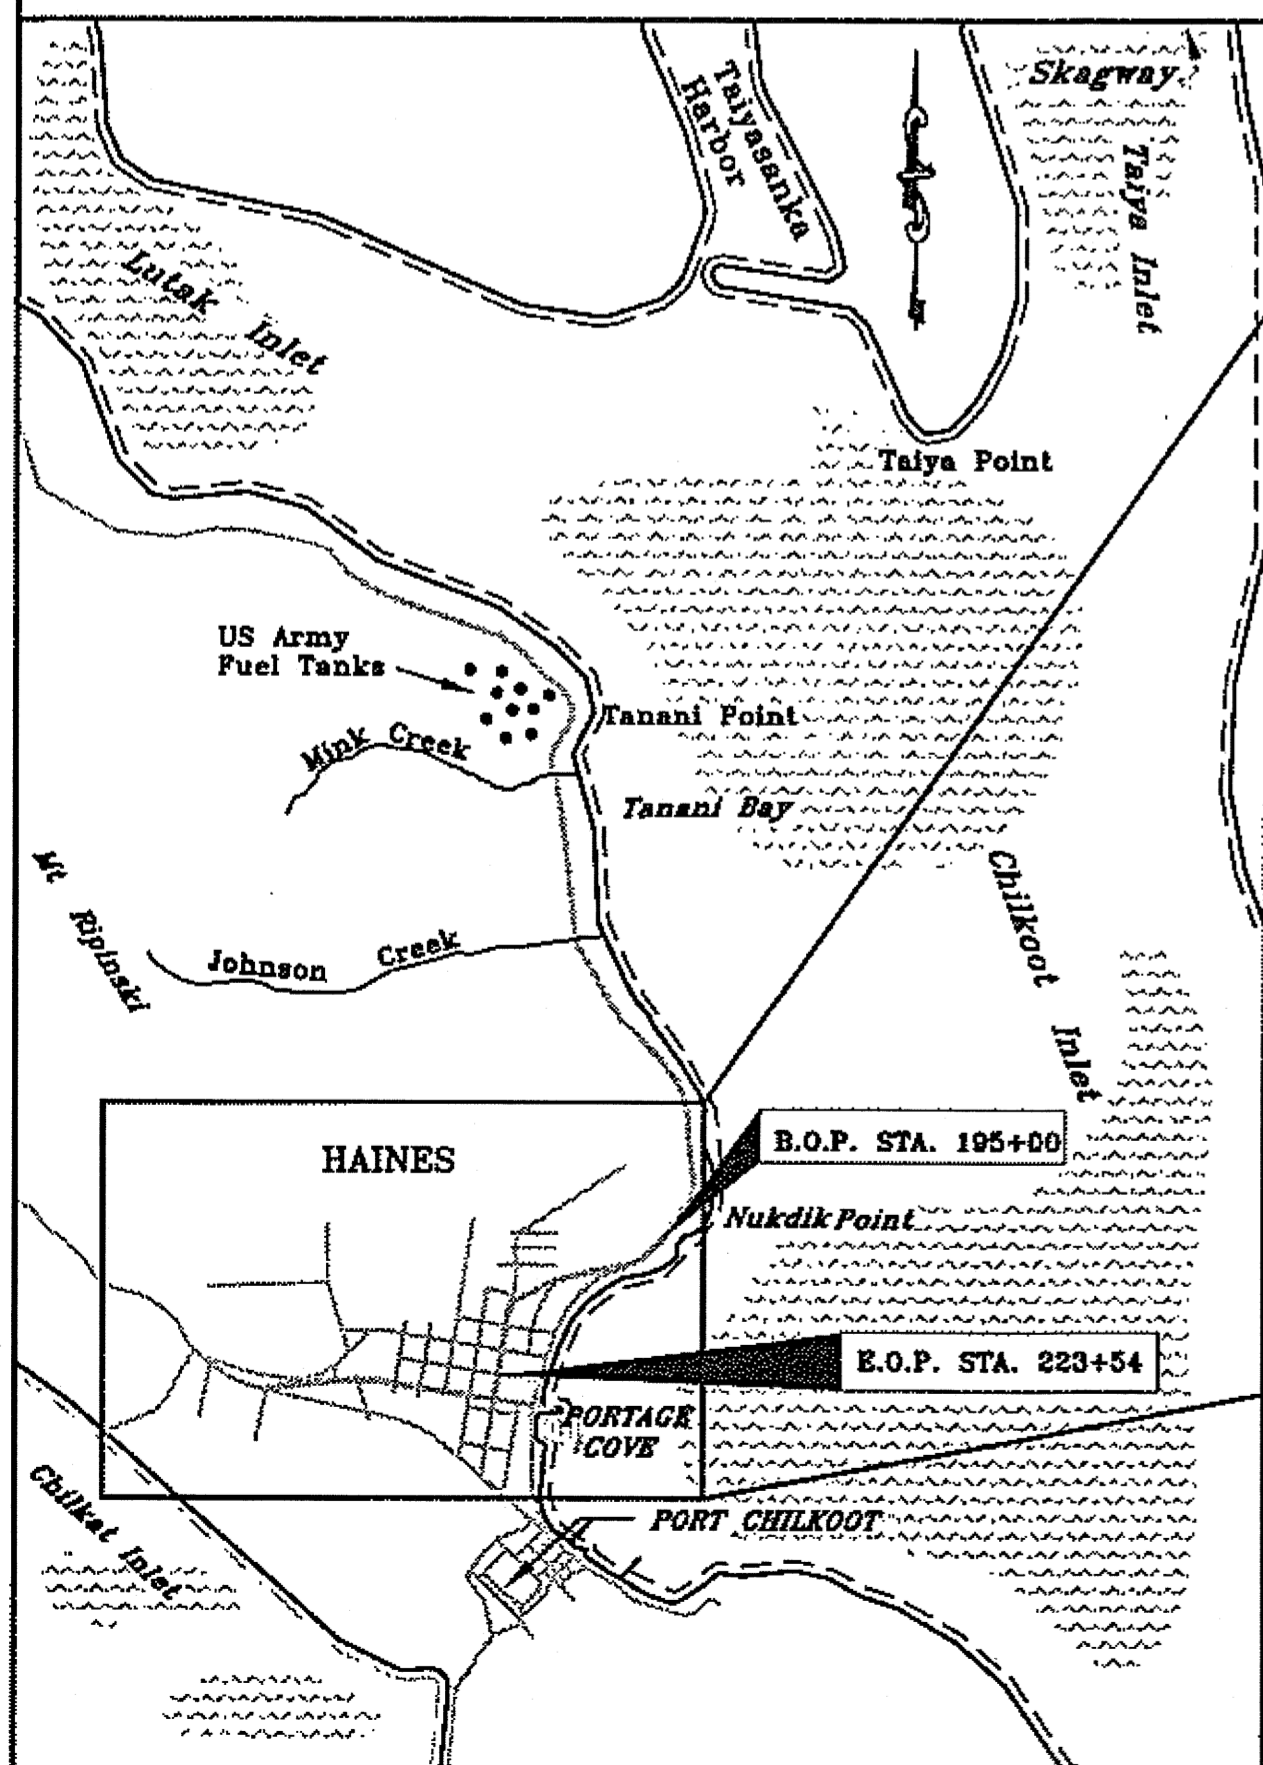 Skagway
Taiyasanka
Harbor
Taiya Inlet
Lutak Inlet
Taiya Point
US Army
Fuel Tanks
Tanani Point
Mink Creek
Tanani Bay
Mt Ripinski
Chilkoot Inlet
Johnson Creek
B.O.P. STA. 195+00
HAINES
Nukdik Point
E.O.P. STA. 223+54
PORTAGE
COVE
Chilkat Inlet
PORT CHILKOOT